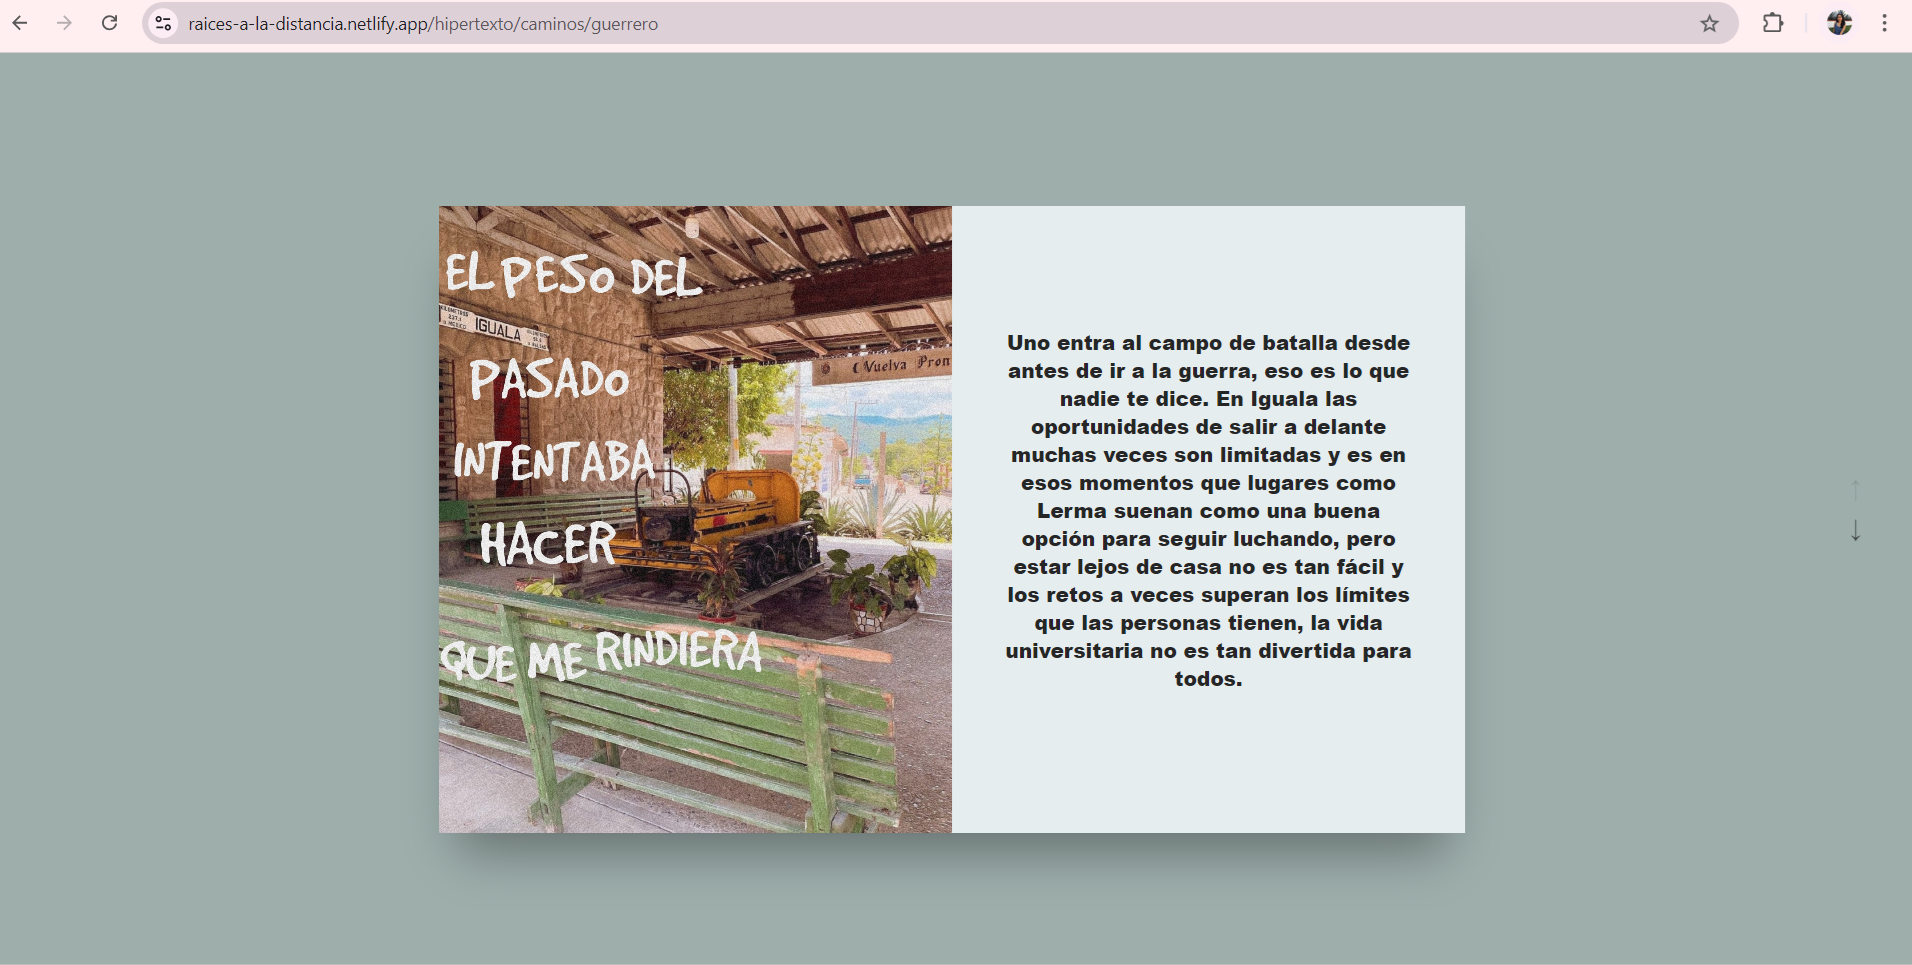 raices-a-la-distancia.netlify.app/hipertexto/caminos/guerrero
EL PESO DEL
PASADO
INTENTABA
HACER
QUE ME RINDIERA
KILOMETROS
IGUALA
( Vuelva Pron
Uno entra al campo de batalla desde
antes de ir a la guerra, eso es lo que
nadie te dice. En Iguala las
oportunidades de salir a delante
muchas veces son limitadas y es en
esos momentos que lugares como
Lerma suenan como una buena
opción para seguir luchando, pero
estar lejos de casa no es tan fácil y
los retos a veces superan los límites
que las personas tienen, la vida
universitaria no es tan divertida para
todos.